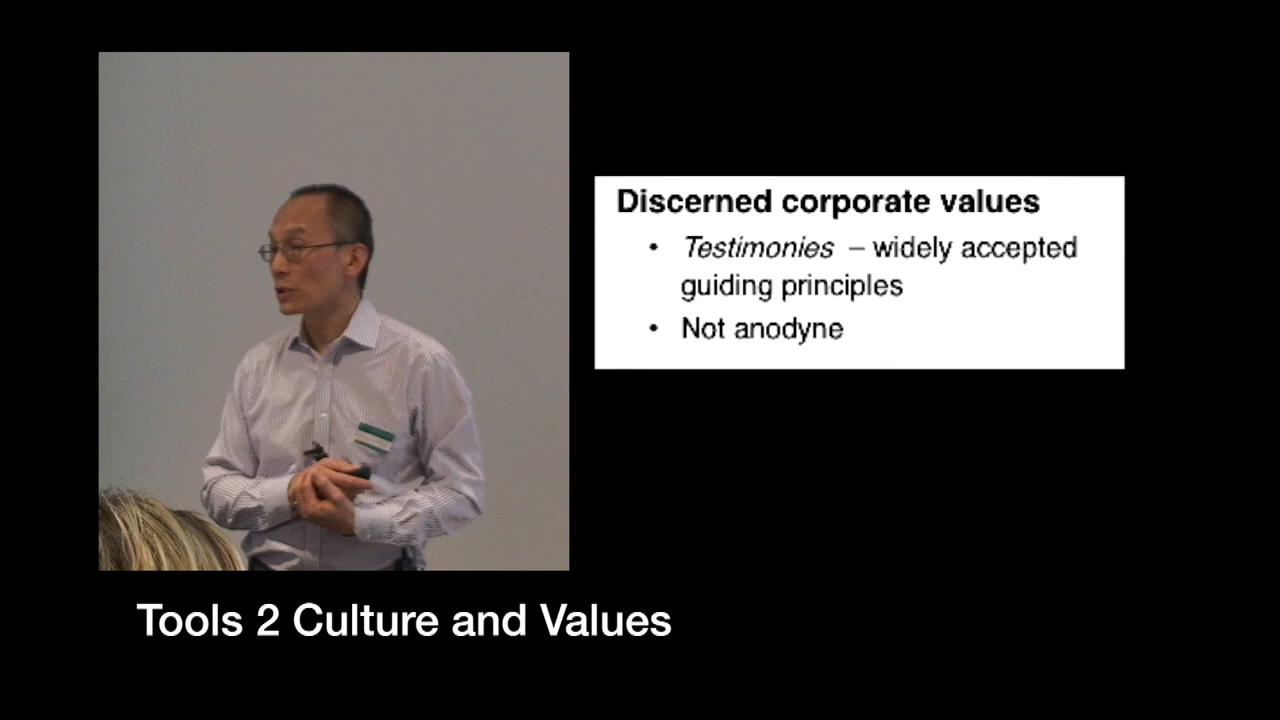 Discerned corporate values
• Testimonies – widely accepted
guiding principles
• Not anodyne
Tools 2 Culture and Values